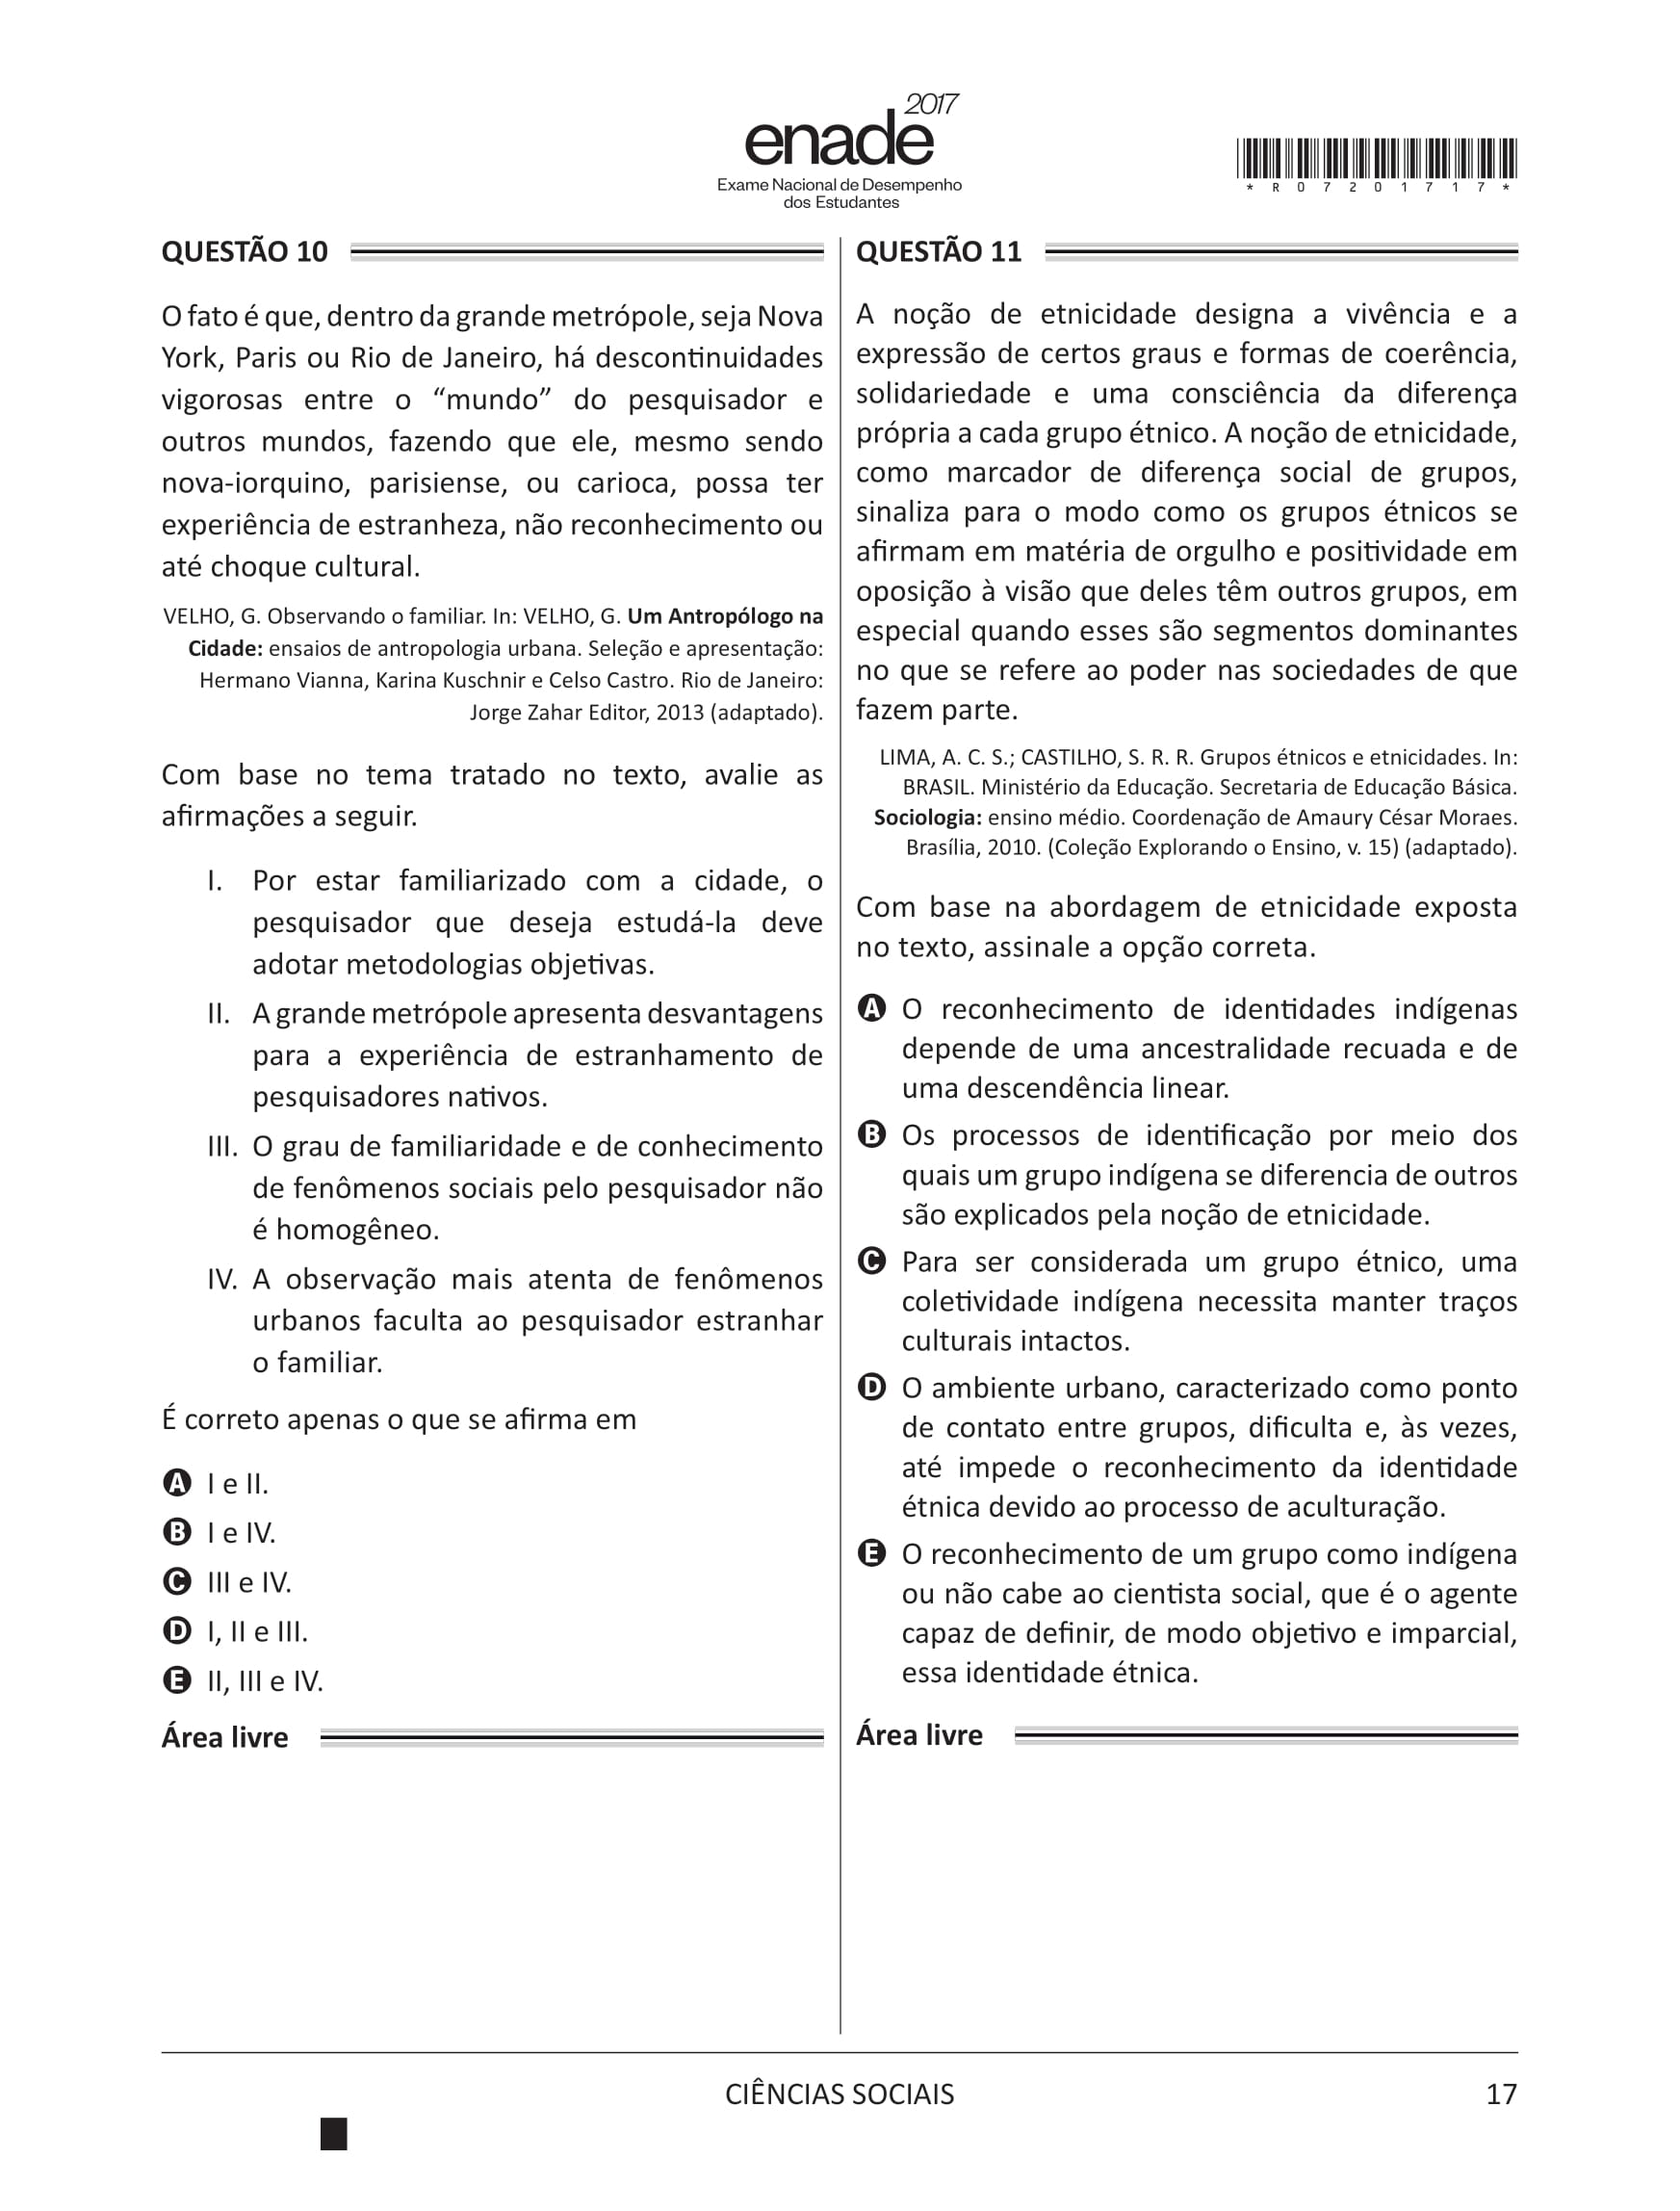 2017
enade
Exame Nacional de Desempenho
dos Estudantes
*R07201717*
QUESTÃO 10
O fato é que, dentro da grande metrópole, seja Nova
York, Paris ou Rio de Janeiro, há descontinuidades
vigorosas entre o “mundo” do pesquisador e
outros mundos, fazendo que ele, mesmo sendo
nova-iorquino, parisiense, ou carioca, possa ter
experiência de estranheza, não reconhecimento ou
até choque cultural.
VELHO, G. Observando o familiar. In: VELHO, G. Um Antropólogo na
Cidade: ensaios de antropologia urbana. Seleção e apresentação:
Hermano Vianna, Karina Kuschnir e Celso Castro. Rio de Janeiro:
Jorge Zahar Editor, 2013 (adaptado).
Com base no tema tratado no texto, avalie as
afirmações a seguir.
I. Por estar familiarizado com a cidade, o
pesquisador que deseja estudá-la deve
adotar metodologias objetivas.
II. A grande metrópole apresenta desvantagens
para a experiência de estranhamento de
pesquisadores nativos.
III. O grau de familiaridade e de conhecimento
de fenômenos sociais pelo pesquisador não
é homogêneo.
IV. A observação mais atenta de fenômenos
urbanos faculta ao pesquisador estranhar
o familiar.
É correto apenas o que se afirma em
A I e II.
B I e IV.
C III e IV.
D I, II e III.
E II, III e IV.
Área livre
QUESTÃO 11
A noção de etnicidade designa a vivência e a
expressão de certos graus e formas de coerência,
solidariedade e uma consciência da diferença
própria a cada grupo étnico. A noção de etnicidade,
como marcador de diferença social de grupos,
sinaliza para o modo como os grupos étnicos se
afirmam em matéria de orgulho e positividade em
oposição à visão que deles têm outros grupos, em
especial quando esses são segmentos dominantes
no que se refere ao poder nas sociedades de que
fazem parte.
LIMA, A. C. S.; CASTILHO, S. R. R. Grupos étnicos e etnicidades. In:
BRASIL. Ministério da Educação. Secretaria de Educação Básica.
Sociologia: ensino médio. Coordenação de Amaury César Moraes.
Brasília, 2010. (Coleção Explorando o Ensino, v. 15) (adaptado).
Com base na abordagem de etnicidade exposta
no texto, assinale a opção correta.
A O reconhecimento de identidades indígenas
depende de uma ancestralidade recuada e de
uma descendência linear.
B Os processos de identificação por meio dos
quais um grupo indígena se diferencia de outros
são explicados pela noção de etnicidade.
C Para ser considerada um grupo étnico, uma
coletividade indígena necessita manter traços
culturais intactos.
D O ambiente urbano, caracterizado como ponto
de contato entre grupos, dificulta e, às vezes,
até impede o reconhecimento da identidade
étnica devido ao processo de aculturação.
E O reconhecimento de um grupo como indígena
ou não cabe ao cientista social, que é o agente
capaz de definir, de modo objetivo e imparcial,
essa identidade étnica.
Área livre
CIÊNCIAS SOCIAIS
17